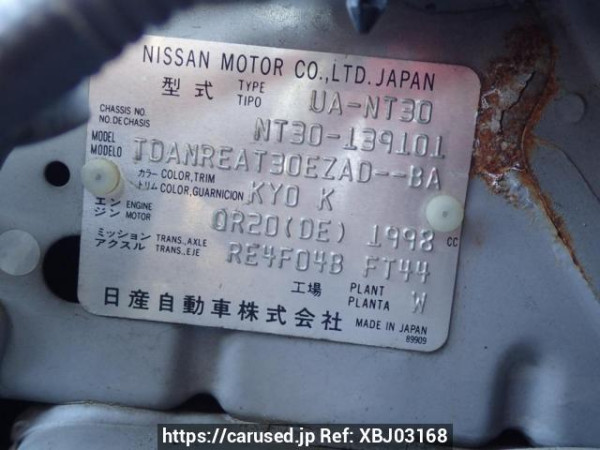 NISSAN MOTOR CO.,LTD. JAPAN
型式 TYPE TIPO UA-NT30
CHASSIS NO. NO.DE CHASIS NT30-139101
MODEL MODELO TDANREAT30EZAD--BA
カラー トリム COLOR,TRIM COLOR,GUARNICION KY0 K
エンジン ENGINE MOTOR QR20(DE) 1998 CC
ミッション アクスル TRANS.,AXLE TRANS.,EJE RE4F04B FT44
工場 PLANT PLANTA W
日産自動車株式会社 MADE IN JAPAN
89909
https://carused.jp Ref: XBJ03168